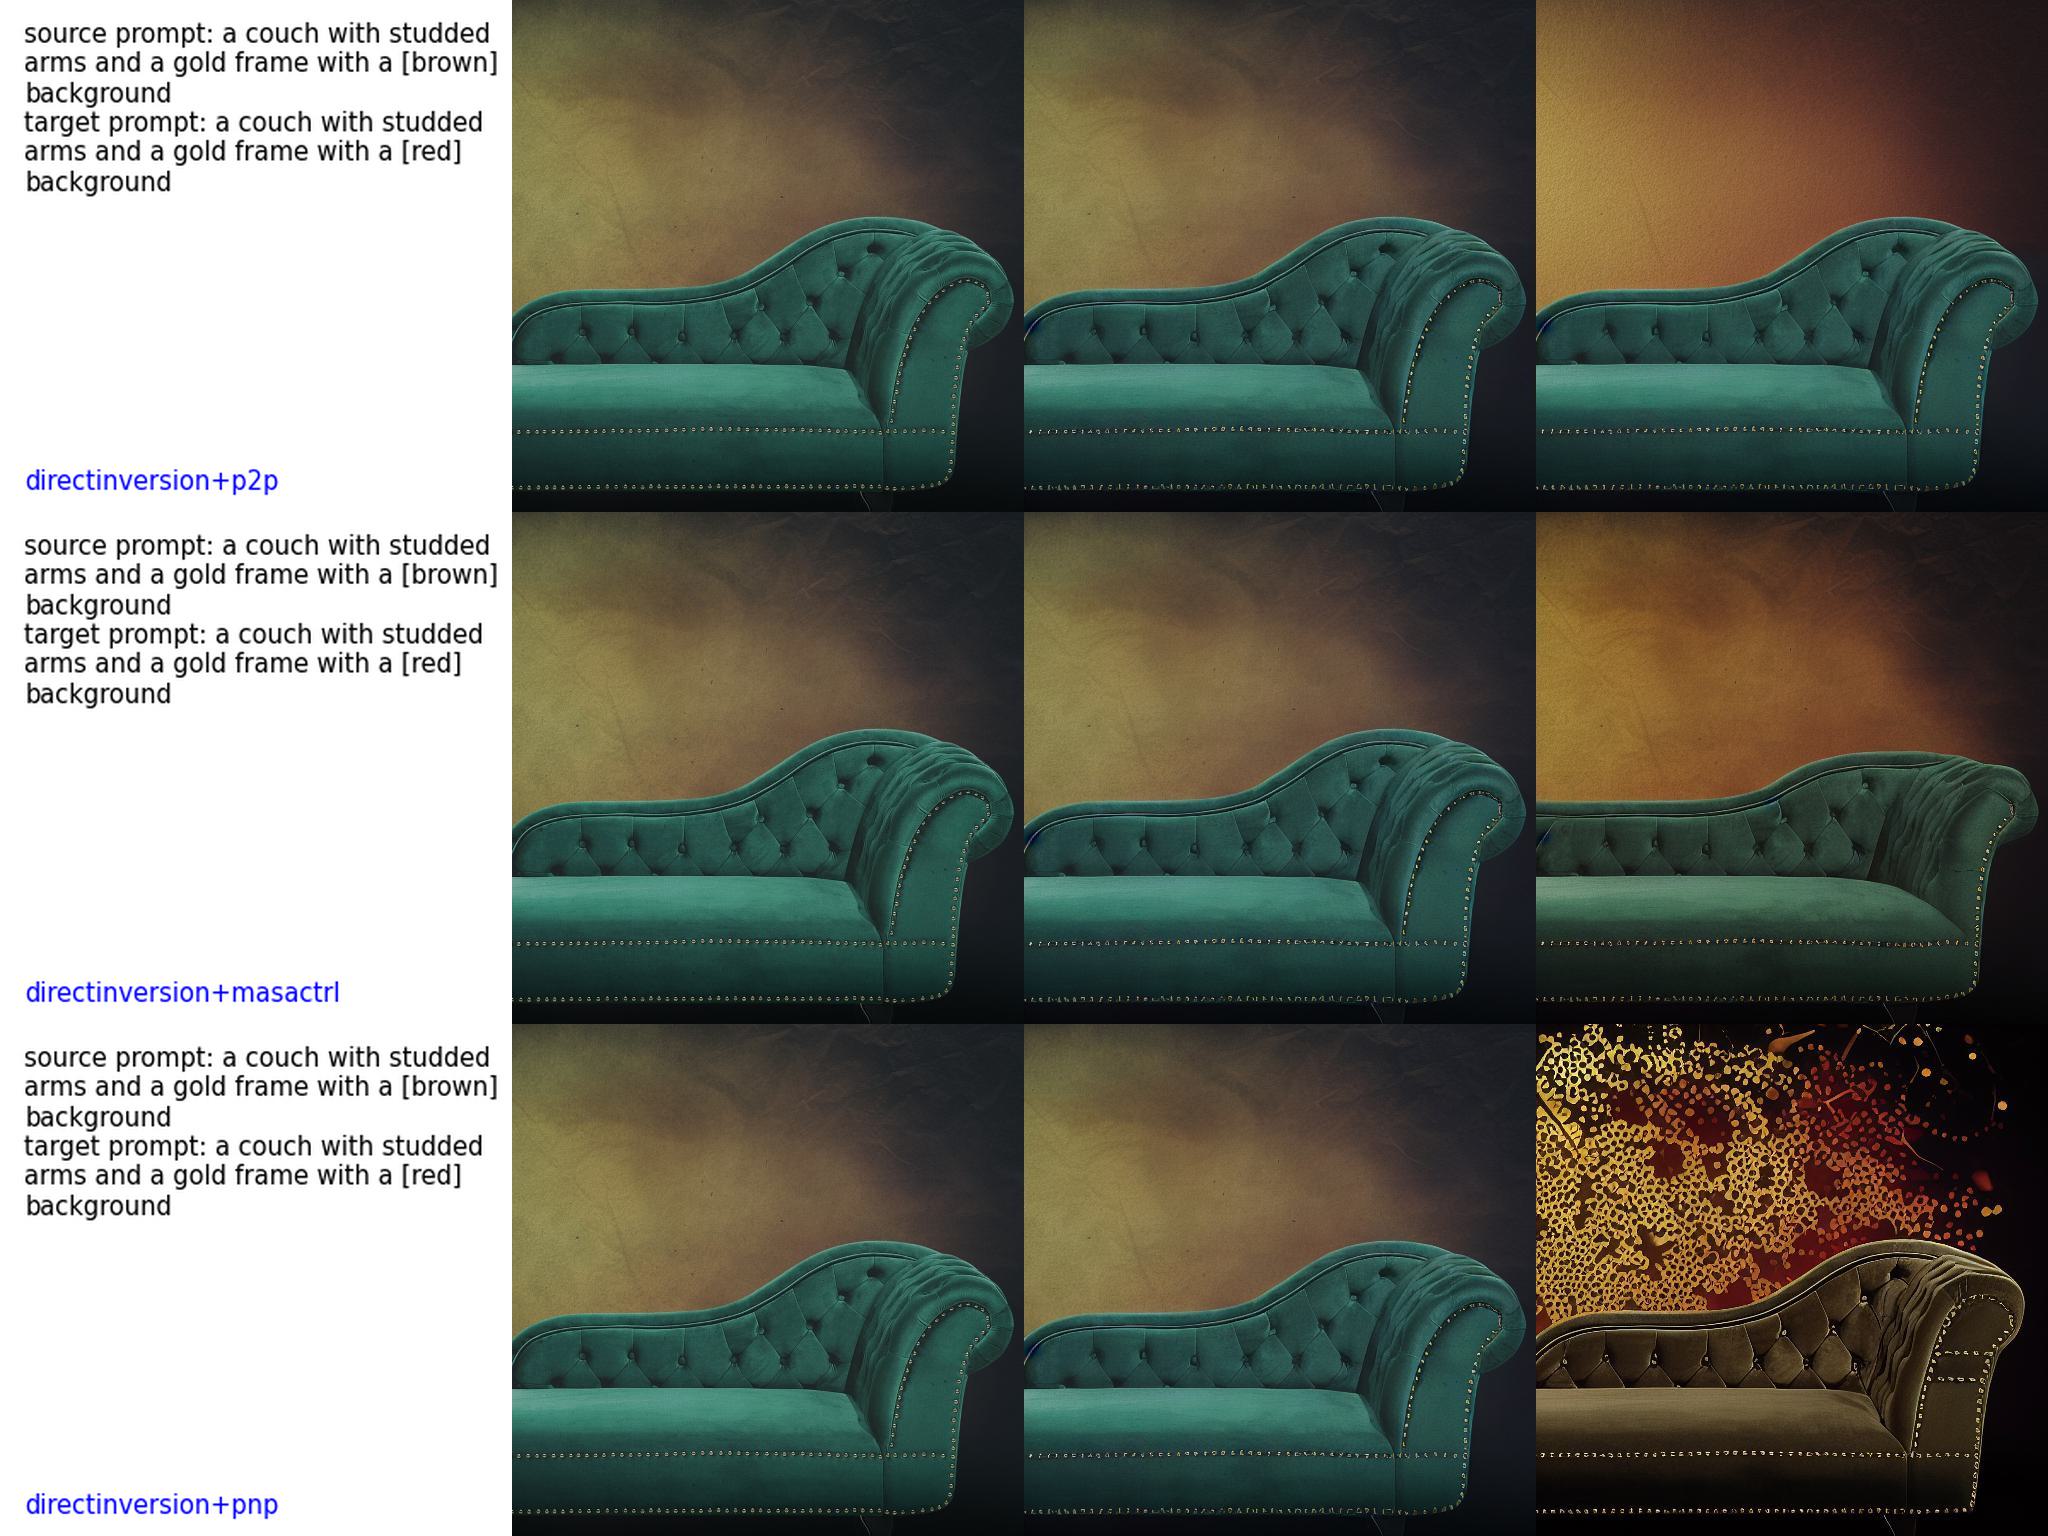 source prompt: a couch with studded
arms and a gold frame with a [brown]
background
target prompt: a couch with studded
arms and a gold frame with a [red]
background
directinversion+p2p
source prompt: a couch with studded
arms and a gold frame with a [brown]
background
target prompt: a couch with studded
arms and a gold frame with a [red]
background
directinversion+masactrl
source prompt: a couch with studded
arms and a gold frame with a [brown]
background
target prompt: a couch with studded
arms and a gold frame with a [red]
background
directinversion+pnp